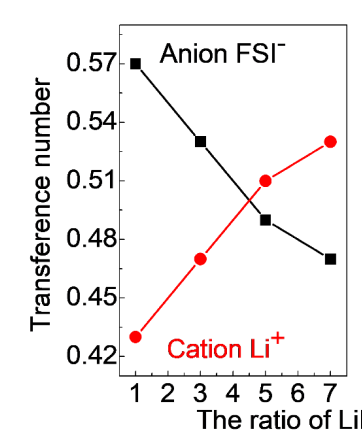 Anion FSI⁻
0.57
0.54
0.51
0.48
0.45
0.42
Transference number
Cation Li⁺
1 2 3 4 5 6 7
The ratio of